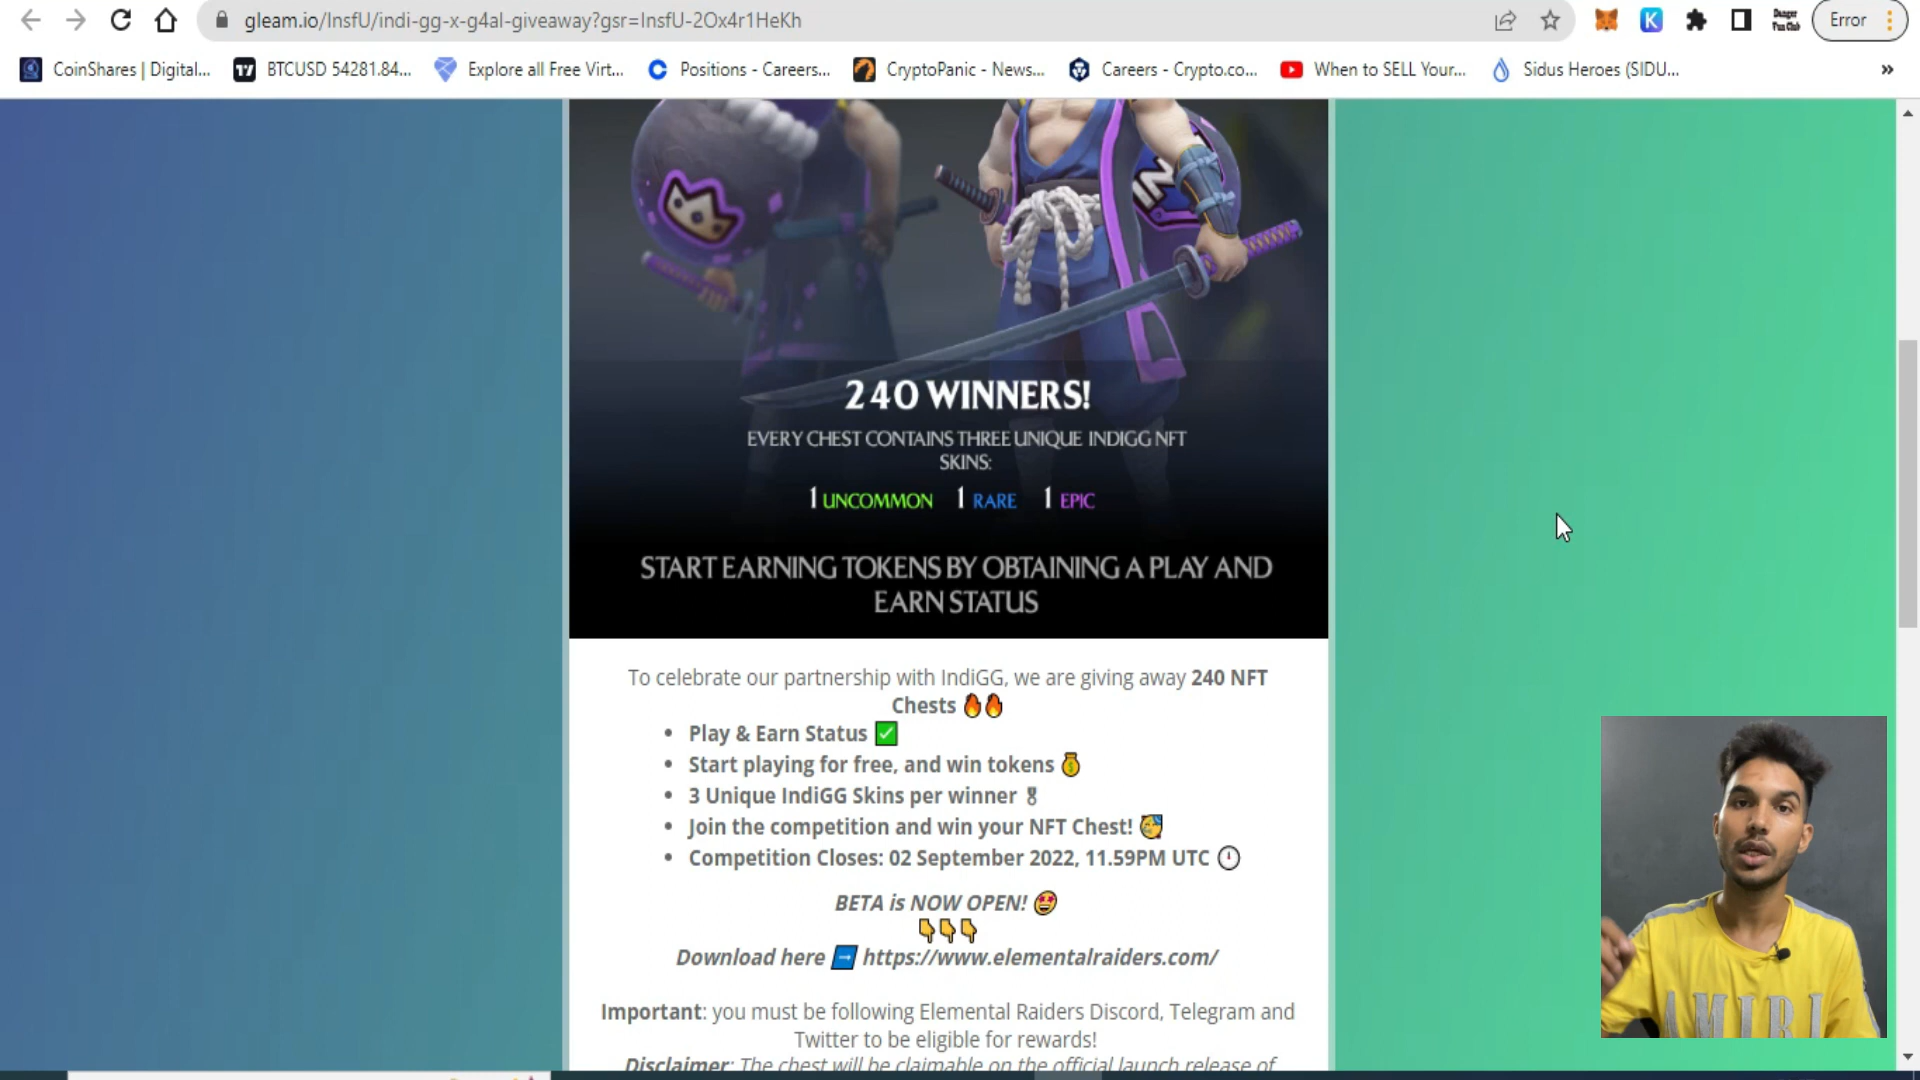 gleam.io/InsfU/indi-gg-x-g4al-giveaway?gsr=InsfU-2Ox4r1HeKh
Error
CoinShares | Digital...
BTCUSD 54281.84...
Explore all Free Virt...
Positions - Careers...
CryptoPanic - News...
Careers - Crypto.co...
When to SELL Your...
Sidus Heroes (SIDU...
240 WINNERS!
EVERY CHEST CONTAINS THREE UNIQUE INDIGG NFT
SKINS:
1 UNCOMMON 1 RARE 1 EPIC
START EARNING TOKENS BY OBTAINING A PLAY AND
EARN STATUS
To celebrate our partnership with IndiGG, we are giving away 240 NFT
Chests 🔥🔥
• Play & Earn Status ✅
• Start playing for free, and win tokens 💰
• 3 Unique IndiGG Skins per winner 🎖
• Join the competition and win your NFT Chest! 🥳
• Competition Closes: 02 September 2022, 11.59PM UTC 🕛
BETA is NOW OPEN! 🤩
👇👇👇
Download here ➡️ https://www.elementalraiders.com/
Important: you must be following Elemental Raiders Discord, Telegram and
Twitter to be eligible for rewards!
Disclaimer: The chest will be claimable on the official launch release of
AMIRI